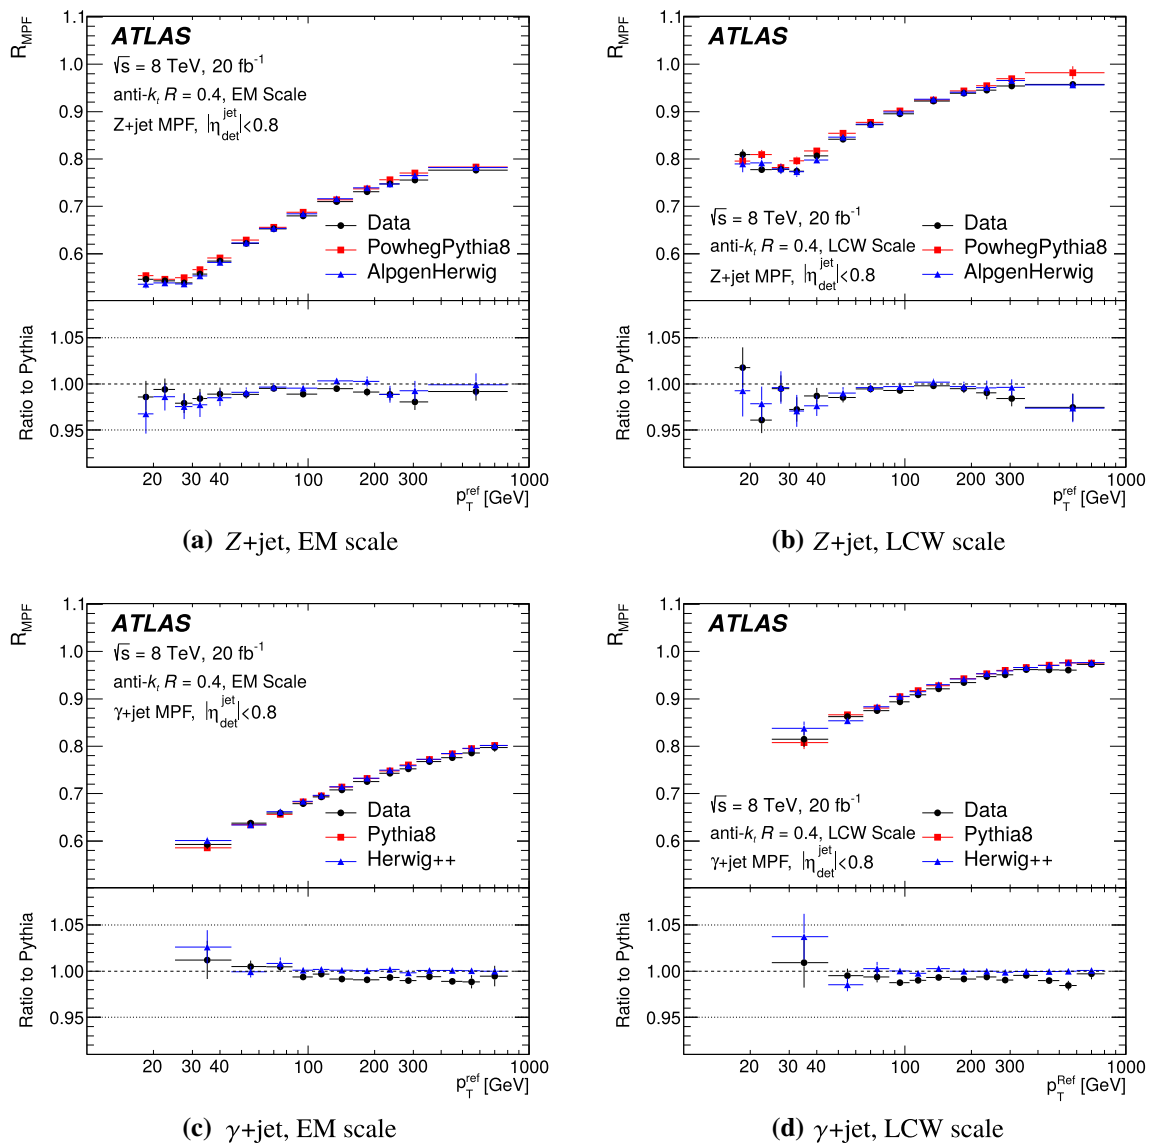 R_MPF
1.1
1.0
0.9
0.8
0.7
0.6
ATLAS
√s = 8 TeV, 20 fb⁻¹
anti-k_t R = 0.4, EM Scale
Z+jet MPF, |η_det^jet|<0.8
Data
PowhegPythia8
AlpgenHerwig
Ratio to Pythia
1.05
1.00
0.95
20 30 40 100 200 300 1000
p_T^ref [GeV]
(a) Z+jet, EM scale
R_MPF
1.1
1.0
0.9
0.8
0.7
0.6
ATLAS
√s = 8 TeV, 20 fb⁻¹
anti-k_t R = 0.4, LCW Scale
Z+jet MPF, |η_det^jet|<0.8
Data
PowhegPythia8
AlpgenHerwig
Ratio to Pythia
1.05
1.00
0.95
20 30 40 100 200 300 1000
p_T^ref [GeV]
(b) Z+jet, LCW scale
R_MPF
1.1
1.0
0.9
0.8
0.7
0.6
ATLAS
√s = 8 TeV, 20 fb⁻¹
anti-k_t R = 0.4, EM Scale
γ+jet MPF, |η_det^jet|<0.8
Data
Pythia8
Herwig++
Ratio to Pythia
1.05
1.00
0.95
20 30 40 100 200 300 1000
p_T^ref [GeV]
(c) γ+jet, EM scale
R_MPF
1.1
1.0
0.9
0.8
0.7
0.6
ATLAS
√s = 8 TeV, 20 fb⁻¹
anti-k_t R = 0.4, LCW Scale
γ+jet MPF, |η_det^jet|<0.8
Data
Pythia8
Herwig++
Ratio to Pythia
1.05
1.00
0.95
20 30 40 100 200 300 1000
p_T^Ref [GeV]
(d) γ+jet, LCW scale